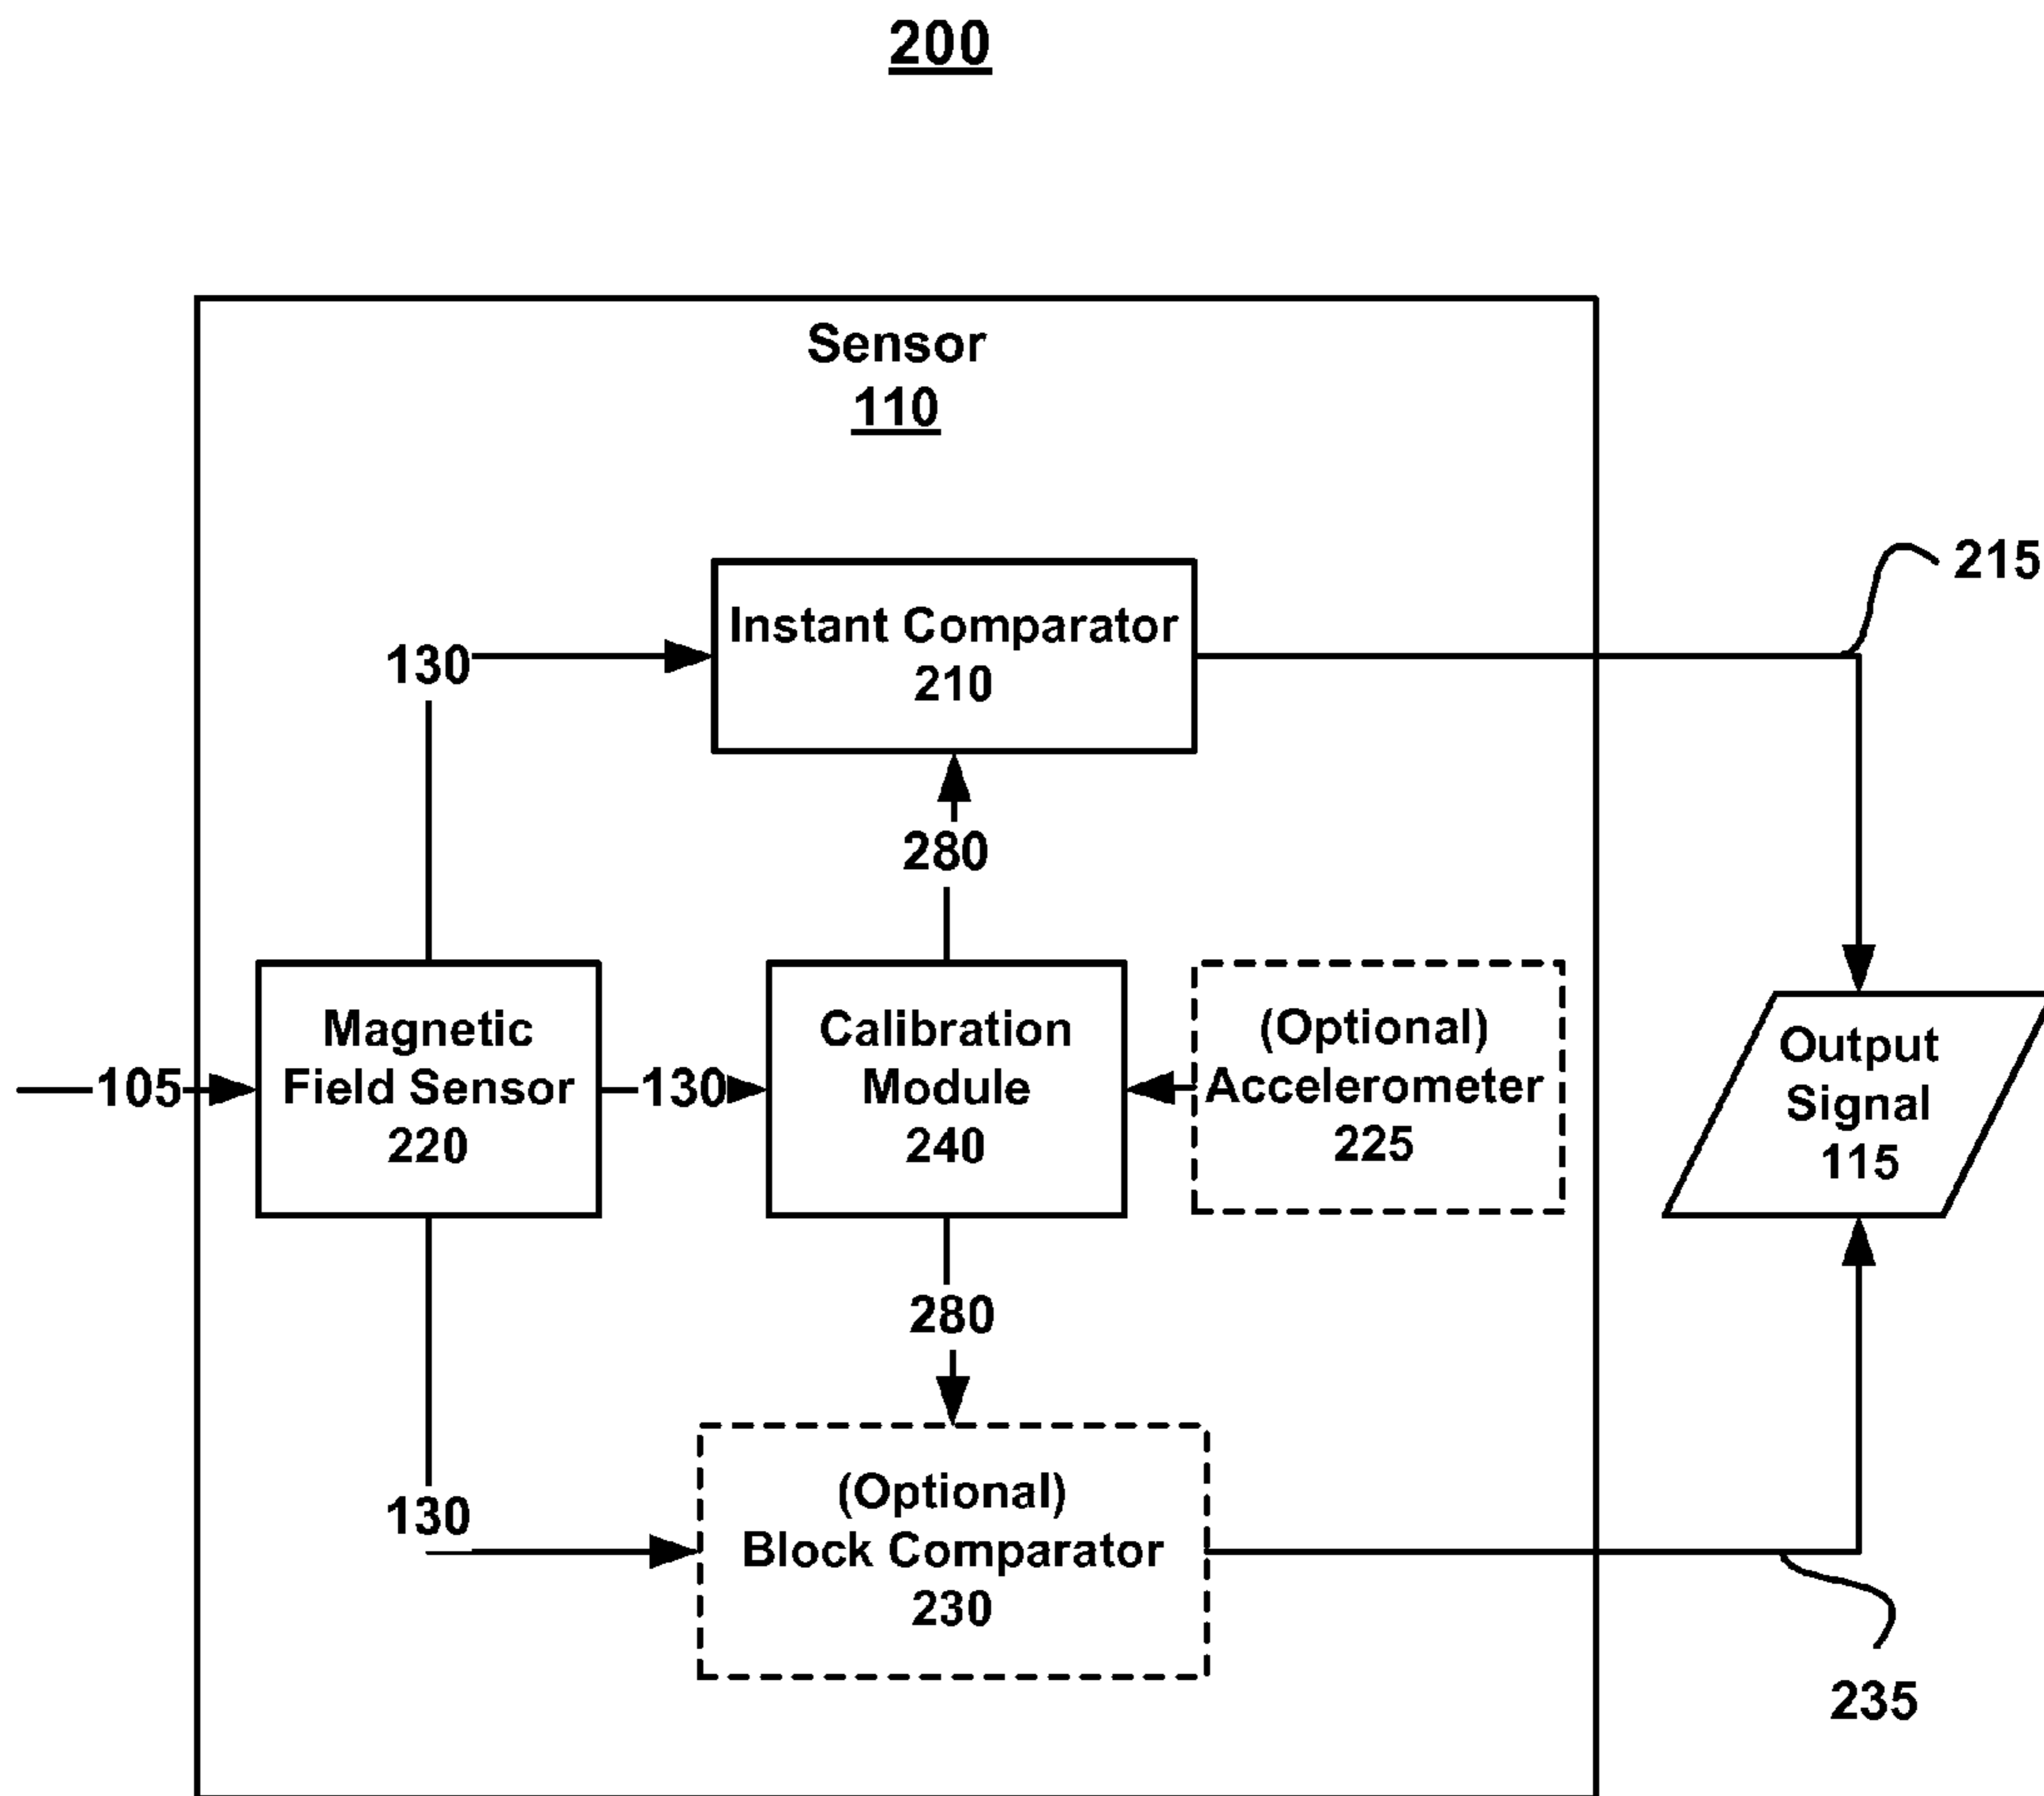 200
Sensor
110
215
Instant Comparator
210
130
280
Magnetic
Field Sensor
220
105
130
Calibration
Module
240
(Optional)
Accelerometer
225
Output
Signal
115
280
130
(Optional)
Block Comparator
230
235